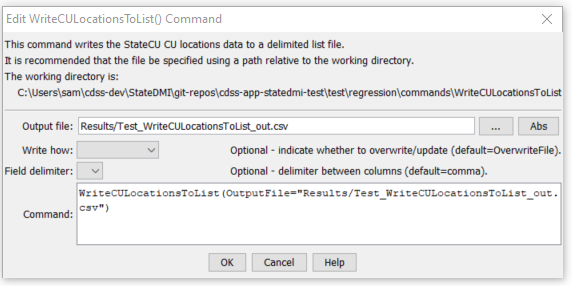 Edit WriteCULocationsToList() Command
This command writes the StateCU CU locations data to a delimited list file.
It is recommended that the file be specified using a path relative to the working directory.
The working directory is:
C:\Users\sam\cdss-dev\StateDMI\git-repos\cdss-app-statedmi-test\test\regression\commands\WriteCULocationsToList
Output file: Results/Test_WriteCULocationsToList_out.csv ... Abs
Write how: Optional - indicate whether to overwrite/update (default=OverwriteFile).
Field delimiter: Optional - delimiter between columns (default=comma).
WriteCULocationsToList(OutputFile="Results/Test_WriteCULocationsToList_out.
csv")
Command:
OK Cancel Help